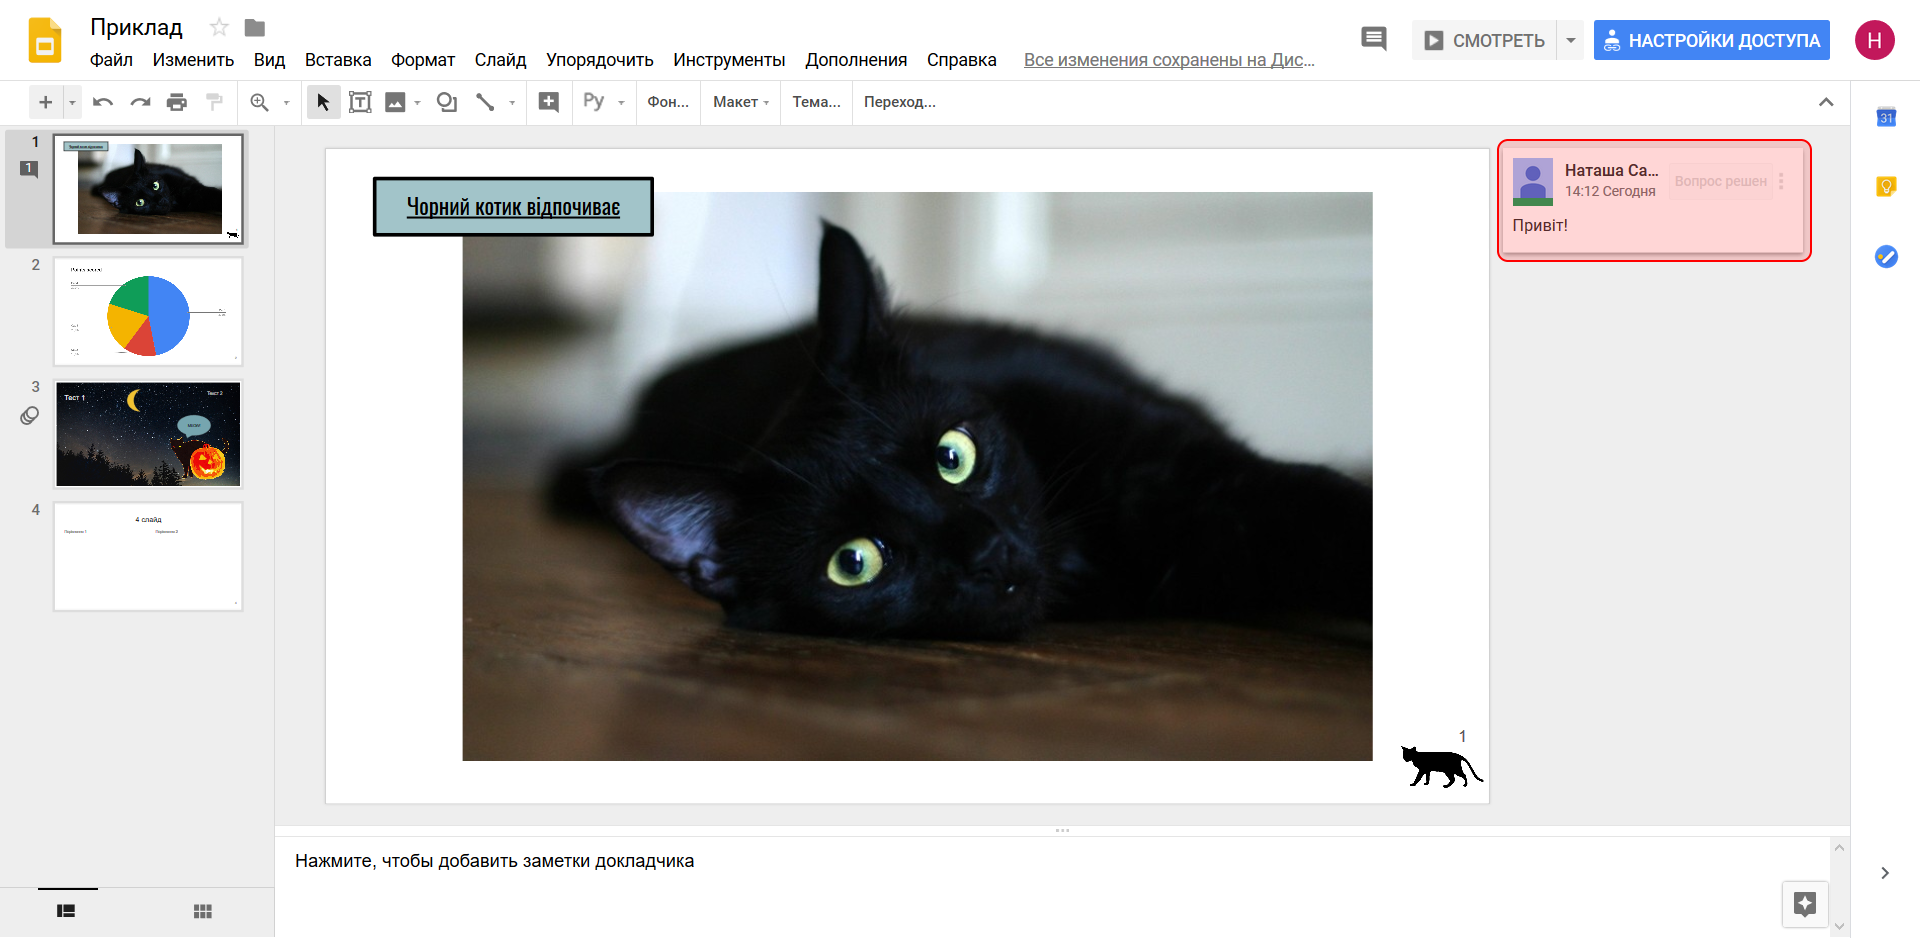 Приклад
Файл Изменить Вид Вставка Формат Слайд Упорядочить Инструменты Дополнения Справка Все изменения сохранены на Дис...
СМОТРЕТЬ
НАСТРОЙКИ ДОСТУПА
Н
Ру Фон... Макет Тема... Переход...
31
1
1
2
3
Тест 1
Тест 2
4
4 слайд
Чорний котик відпочиває
1
Наташа Са...
14:12 Сегодня
Вопрос решен
Привіт!
Нажмите, чтобы добавить заметки докладчика